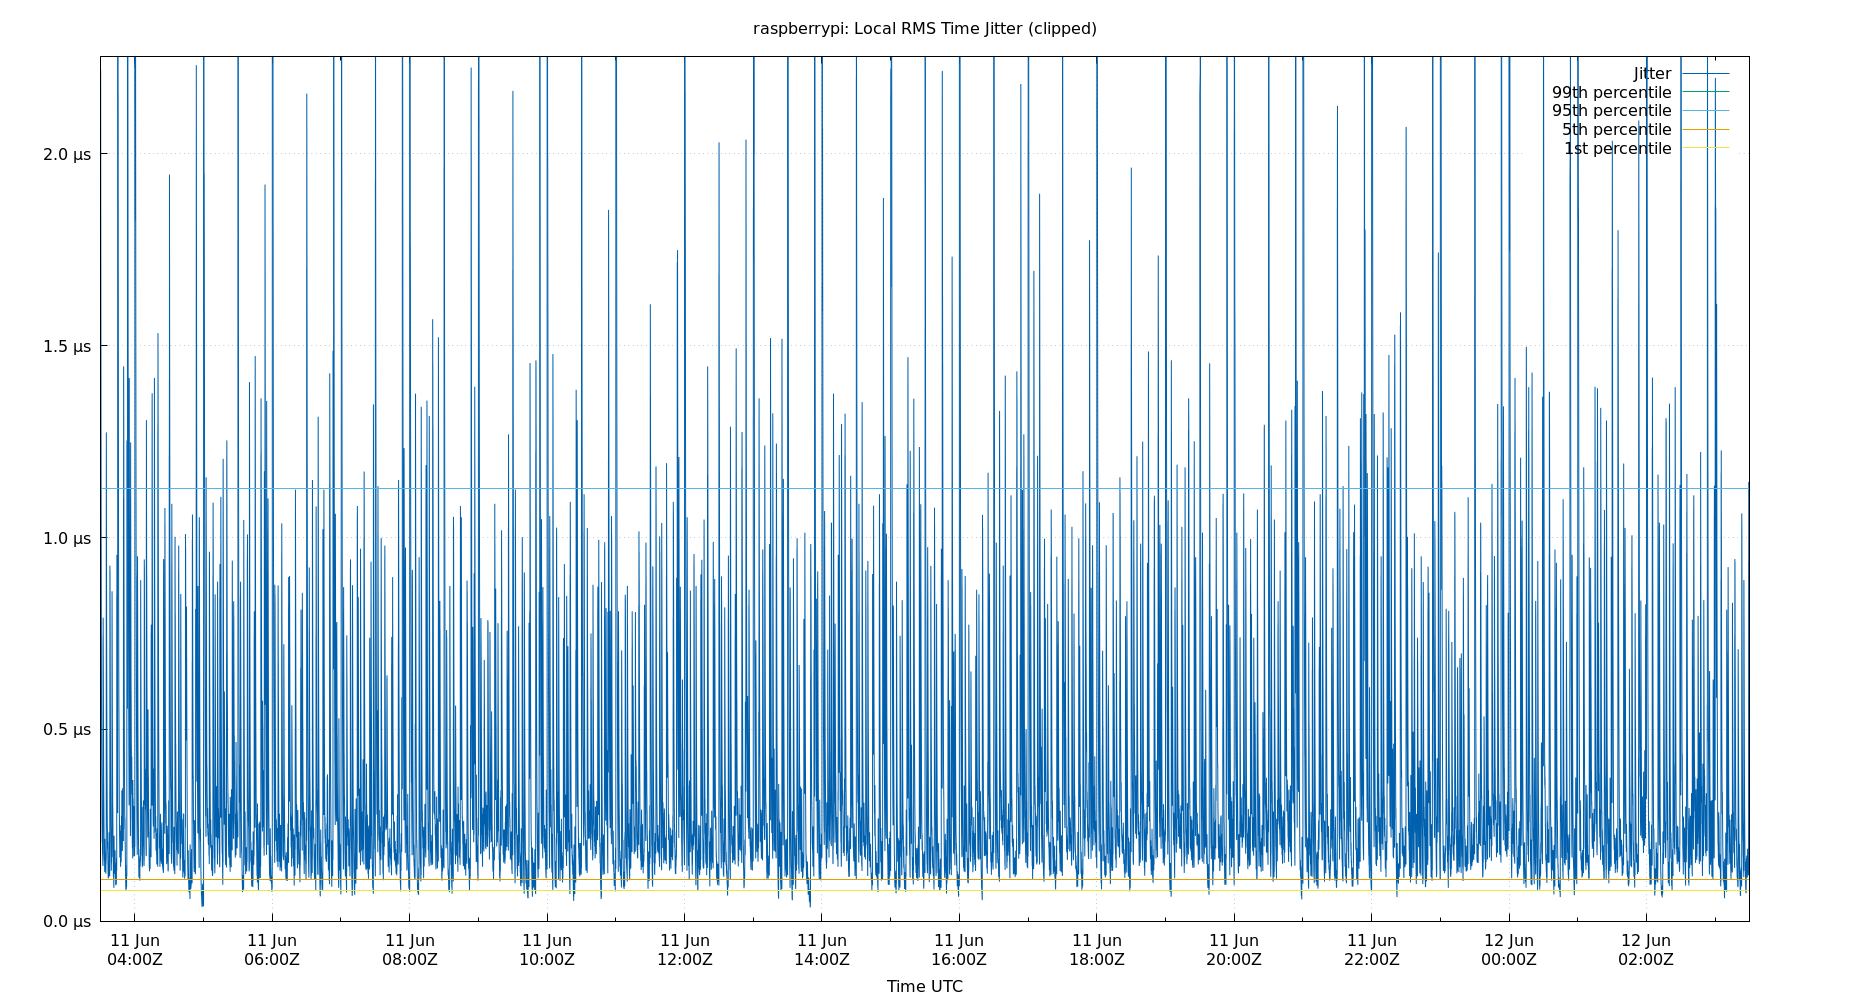 raspberrypi: Local RMS Time Jitter (clipped)
Jitter
99th percentile
95th percentile
5th percentile
1st percentile
2.0 µs
1.5 µs
1.0 µs
0.5 µs
0.0 µs
11 Jun 11 Jun 11 Jun 11 Jun 11 Jun 11 Jun 11 Jun 11 Jun 11 Jun 11 Jun 12 Jun 12 Jun
04:00Z 06:00Z 08:00Z 10:00Z 12:00Z 14:00Z 16:00Z 18:00Z 20:00Z 22:00Z 00:00Z 02:00Z
Time UTC